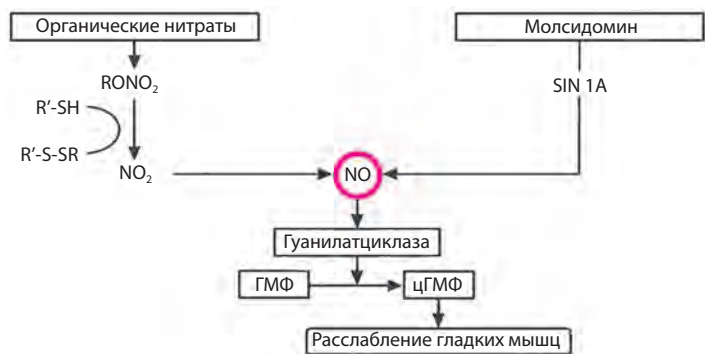 Органические нитраты
Молсидомин
RONO₂
SIN 1A
R′-SH
R′-S-SR
NO₂
NO
Гуанилатциклаза
ГМФ
цГМФ
Расслабление гладких мышц